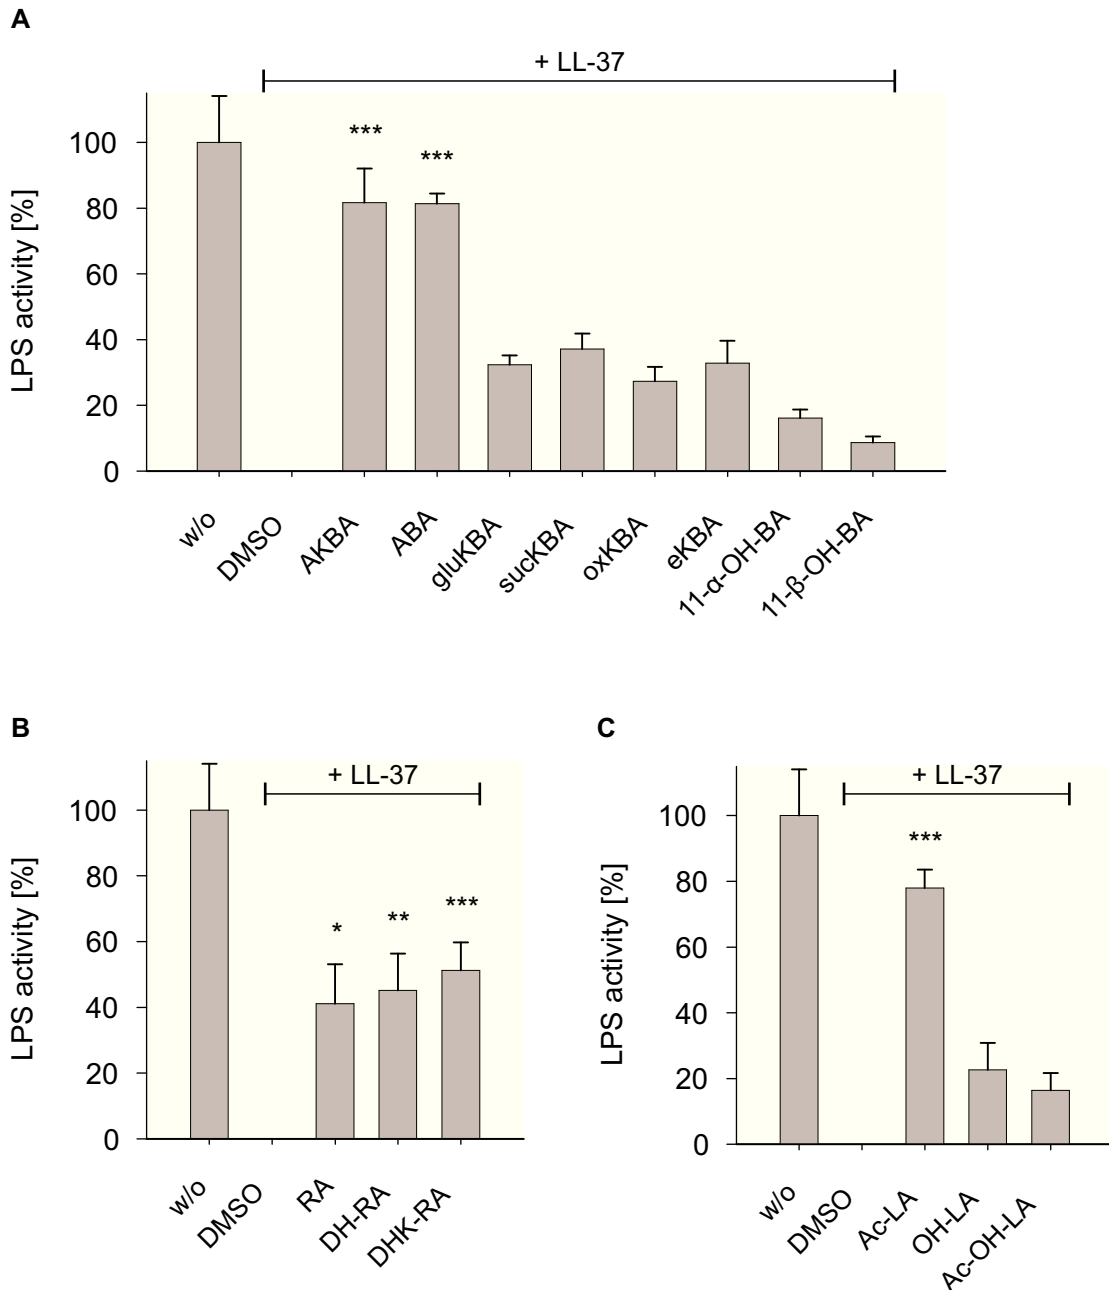 A
+ LL-37
***
***
LPS activity [%]
100
80
60
40
20
0
w/o
DMSO
AKBA
ABA
gluKBA
sucKBA
oxKBA
eKBA
11-α-OH-BA
11-β-OH-BA
B
+ LL-37
*
**
***
LPS activity [%]
100
80
60
40
20
0
w/o
DMSO
RA
DH-RA
DHK-RA
C
+ LL-37
***
LPS activity [%]
100
80
60
40
20
0
w/o
DMSO
Ac-LA
OH-LA
Ac-OH-LA